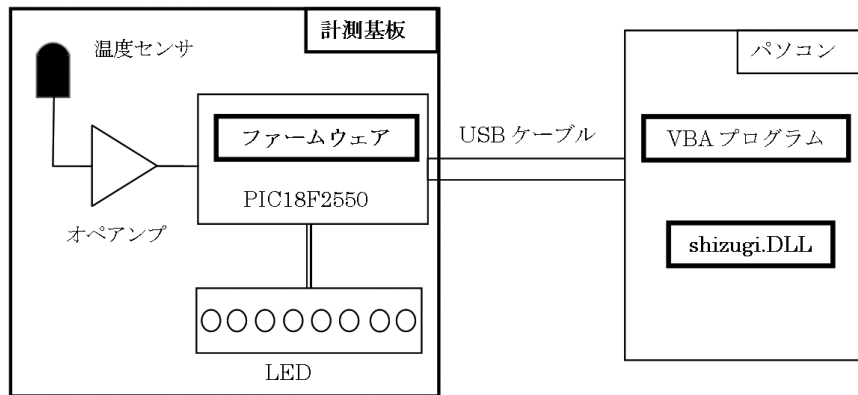 計測基板
温度センサ
パソコン
ファームウェア
USB ケーブル
VBA プログラム
PIC18F2550
オペアンプ
shizugi.DLL
LED